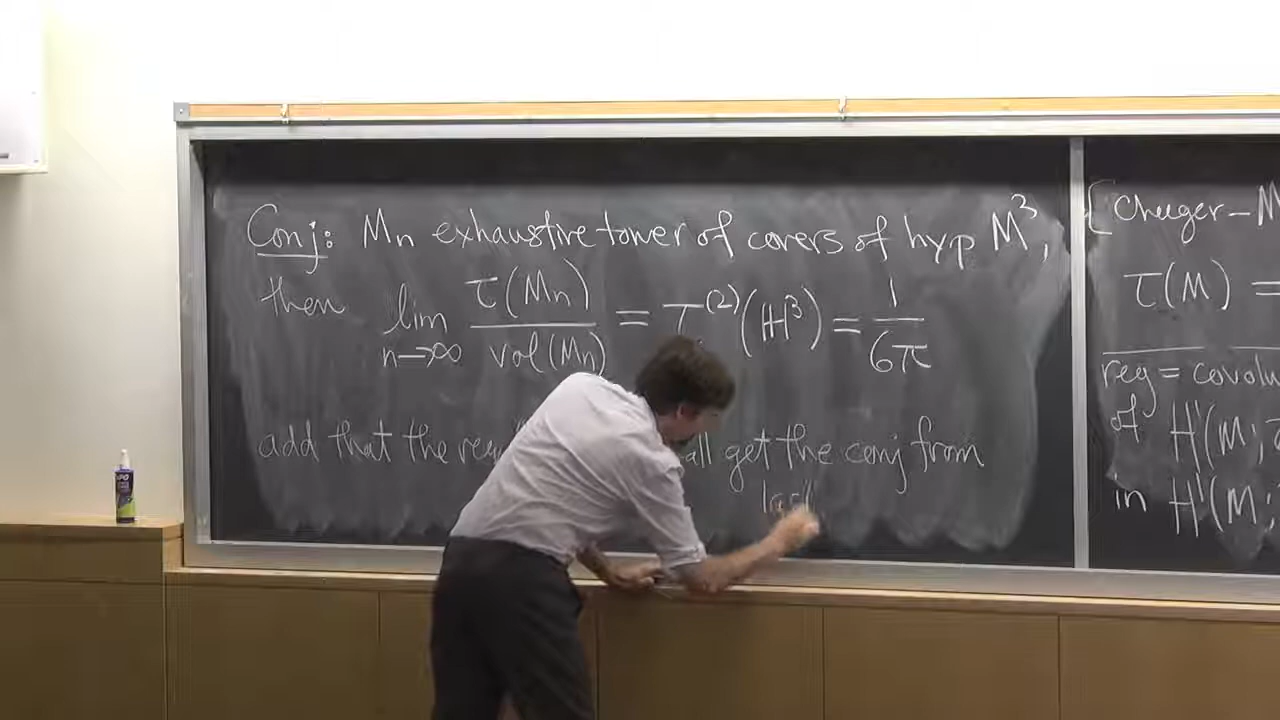 Conj: Mn exhaustive tower of covers of hyp M³,
then lim n→∞ τ(Mn) / vol(Mn) = τ⁽²⁾(H³) = 1 / 6π
add that the reg all get the conj from
[Cheeger-M
τ(M) =
reg = covolu
of H¹(M;
in H¹(M;